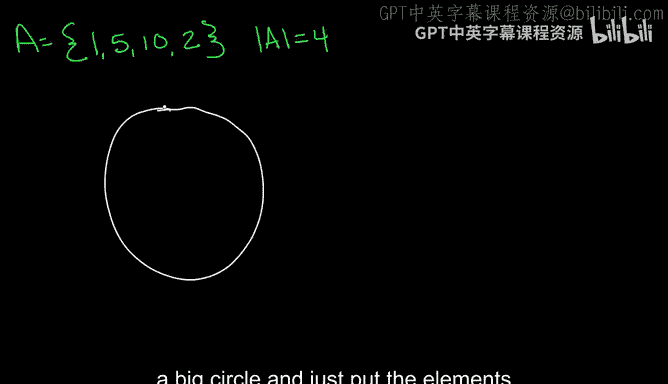 GPT中英字幕课程资源@bilibili.com
GPT中英字幕课程资源 bilibili
A={1,5,10,2} |A|=4
a big circle and just put the elements